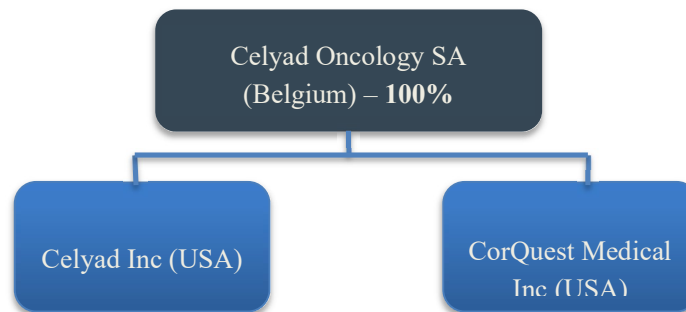 Celyad Oncology SA
(Belgium) – 100%
Celyad Inc (USA)
CorQuest Medical
Inc (USA)